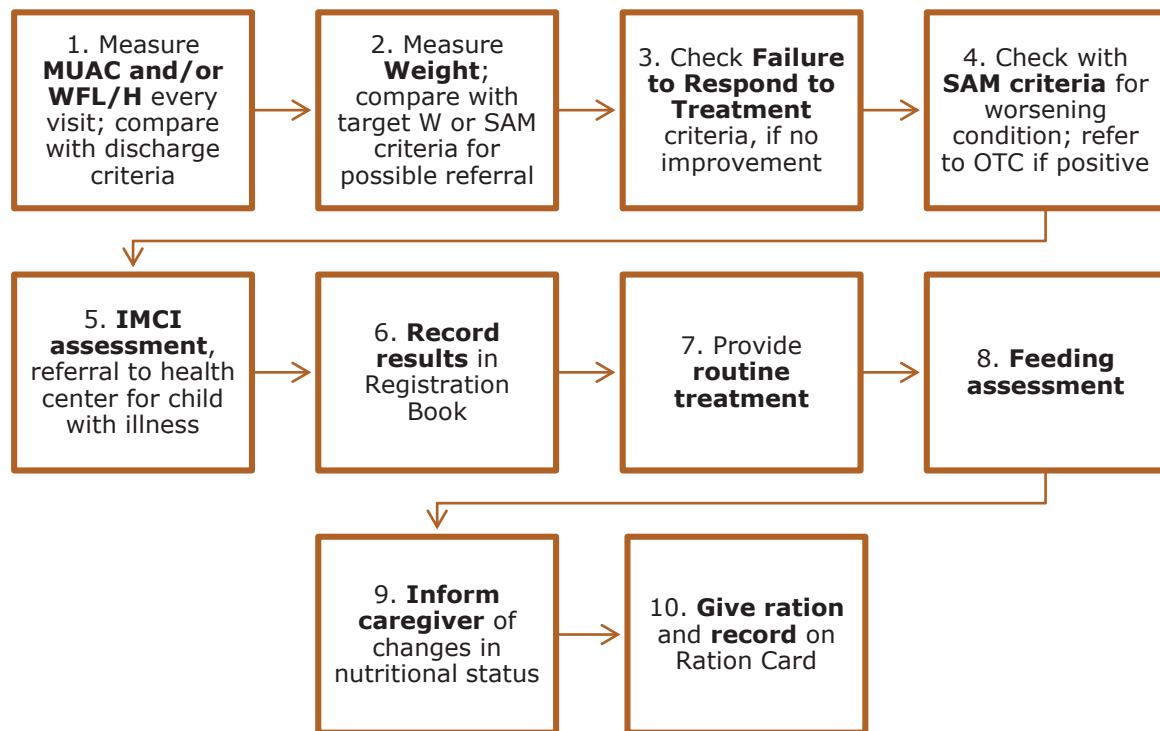 1. Measure
MUAC and/or
WFL/H every
visit; compare
with discharge
criteria
2. Measure
Weight;
compare with
target W or SAM
criteria for
possible referral
3. Check Failure
to Respond to
Treatment
criteria, if no
improvement
4. Check with
SAM criteria for
worsening
condition; refer
to OTC if positive
5. IMCI
assessment,
referral to health
center for child
with illness
6. Record
results in
Registration
Book
7. Provide
routine
treatment
8. Feeding
assessment
9. Inform
caregiver of
changes in
nutritional status
10. Give ration
and record on
Ration Card